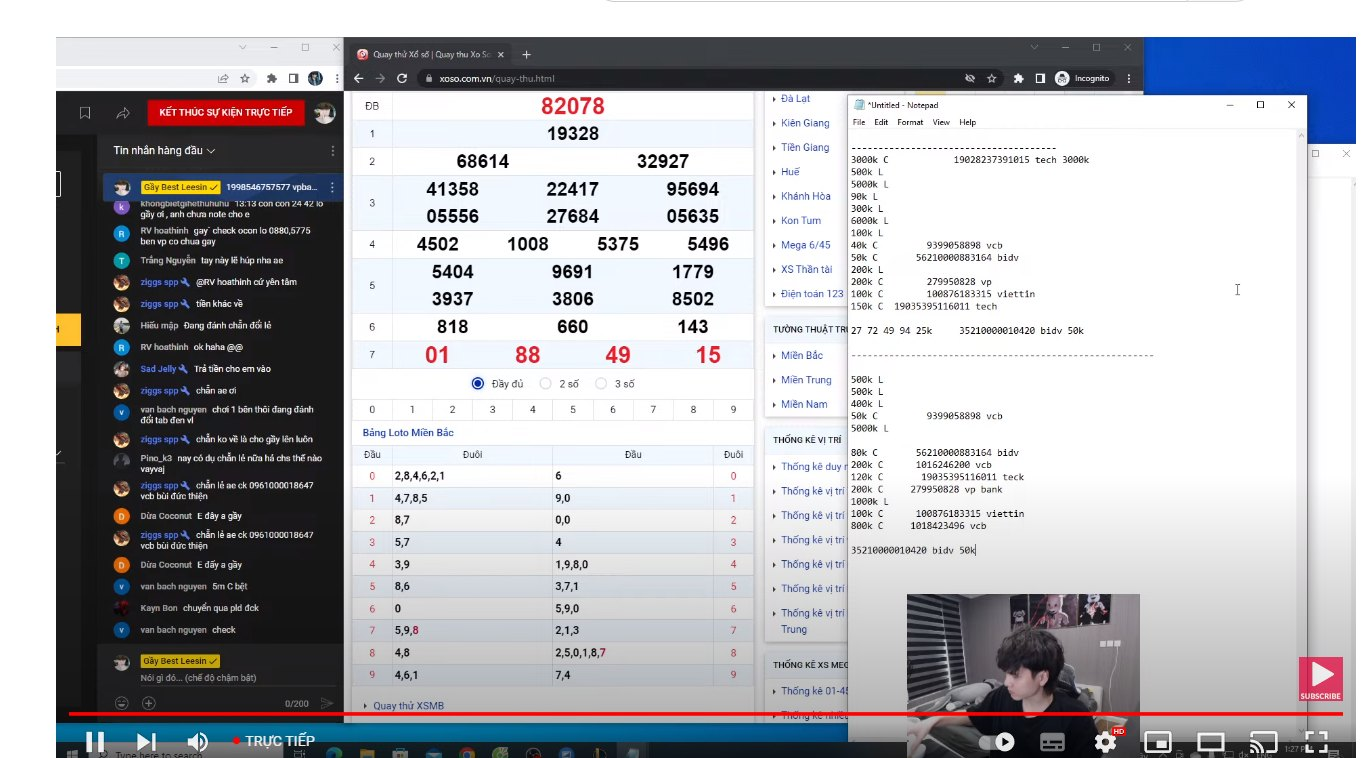 Quay thử Xổ số | Quay thu Xo So
xoso.com.vn/quay-thu.html
Incognito
KẾT THÚC SỰ KIỆN TRỰC TIẾP
Tin nhắn hàng đầu
Gầy Best Leesin 1998546757577 vpba...
khongbietgihethuhuhu 13:13 con con 24 42 lo
gầy ơi , anh chưa note cho e
RV hoathinh gay` check ocon lo 0880,5775
ben vp co chua gay
Trắng Nguyễn tay này lẽ húp nha ae
ziggs spp @RV hoathinh cứ yên tâm
ziggs spp tiền khác về
Hiếu mập Đang đánh chẵn đổi lẻ
RV hoathinh ok haha @@
Sad Jelly Trả tiền cho em vào
ziggs spp chẵn ae ơi
van bach nguyen chơi 1 bên thôi đang đánh
đổi tab đen vl
ziggs spp chẵn ko về là cho gầy lên luôn
Pino_k3 nay có dụ chẵn lẻ nữa há chs thế nào
vayvaj
ziggs spp chẵn lẻ ae ck 0961000018647
vcb bùi đức thiện
Dừa Coconut E đây a gầy
ziggs spp chẵn lẻ ae ck 0961000018647
vcb bùi đức thiện
Dừa Coconut E đấy a gầy
van bach nguyen 5m C bệt
Kayn Bon chuyển qua pld đck
van bach nguyen check
Gầy Best Leesin
Nói gì đó... (chế độ chậm bật)
0/200
ĐB 82078
1 19328
2 68614 32927
3 41358 22417 95694
05556 27684 05635
4 4502 1008 5375 5496
5 5404 9691 1779
3937 3806 8502
6 818 660 143
7 01 88 49 15
Đầy đủ 2 số 3 số
0 1 2 3 4 5 6 7 8 9
Bảng Loto Miền Bắc
Đầu Đuôi Đầu Đuôi
0 2,8,4,6,2,1 6 0
1 4,7,8,5 9,0 1
2 8,7 0,0 2
3 5,7 4 3
4 3,9 1,9,8,0 4
5 8,6 3,7,1 5
6 0 5,9,0 6
7 5,9,8 2,1,3 7
8 4,8 2,5,0,1,8,7 8
9 4,6,1 7,4 9
Quay thử XSMB
Đà Lạt
Kiên Giang
Tiền Giang
Huế
Khánh Hòa
Kon Tum
Mega 6/45
XS Thần tài
Điện toán 123
TƯỜNG THUẬT TR
Miền Bắc
Miền Trung
Miền Nam
THỐNG KÊ VỊ TRÍ
Thống kê duy
Thống kê vị trí
Thống kê vị trí
Thống kê vị trí
Thống kê vị trí
Thống kê vị trí
Thống kê vị trí
Trung
THỐNG KÊ XS MEG
Thống kê 01-45
Thống kê nhiều
*Untitled - Notepad
File Edit Format View Help
---------------------------------------
3000k C 19028237391015 tech 3000k
500k L
5000k L
90k L
300k L
6000k L
100k L
40k C 9399058898 vcb
50k C 56210000883164 bidv
200k L
200k C 279950828 vp
100k C 100876183315 viettin
150k C 19035395116011 tech
27 72 49 94 25k 35210000010420 bidv 50k
---------------------------------------------------------
500k L
500k L
400k L
50k C 9399058898 vcb
5000k L
80k C 56210000883164 bidv
200k C 1016246200 vcb
120k C 19035395116011 teck
200k C 279950828 vp bank
1000k L
100k C 100876183315 viettin
800k C 1018423496 vcb
35210000010420 bidv 50k
SUBSCRIBE
TRỰC TIẾP
HD
Type here to search